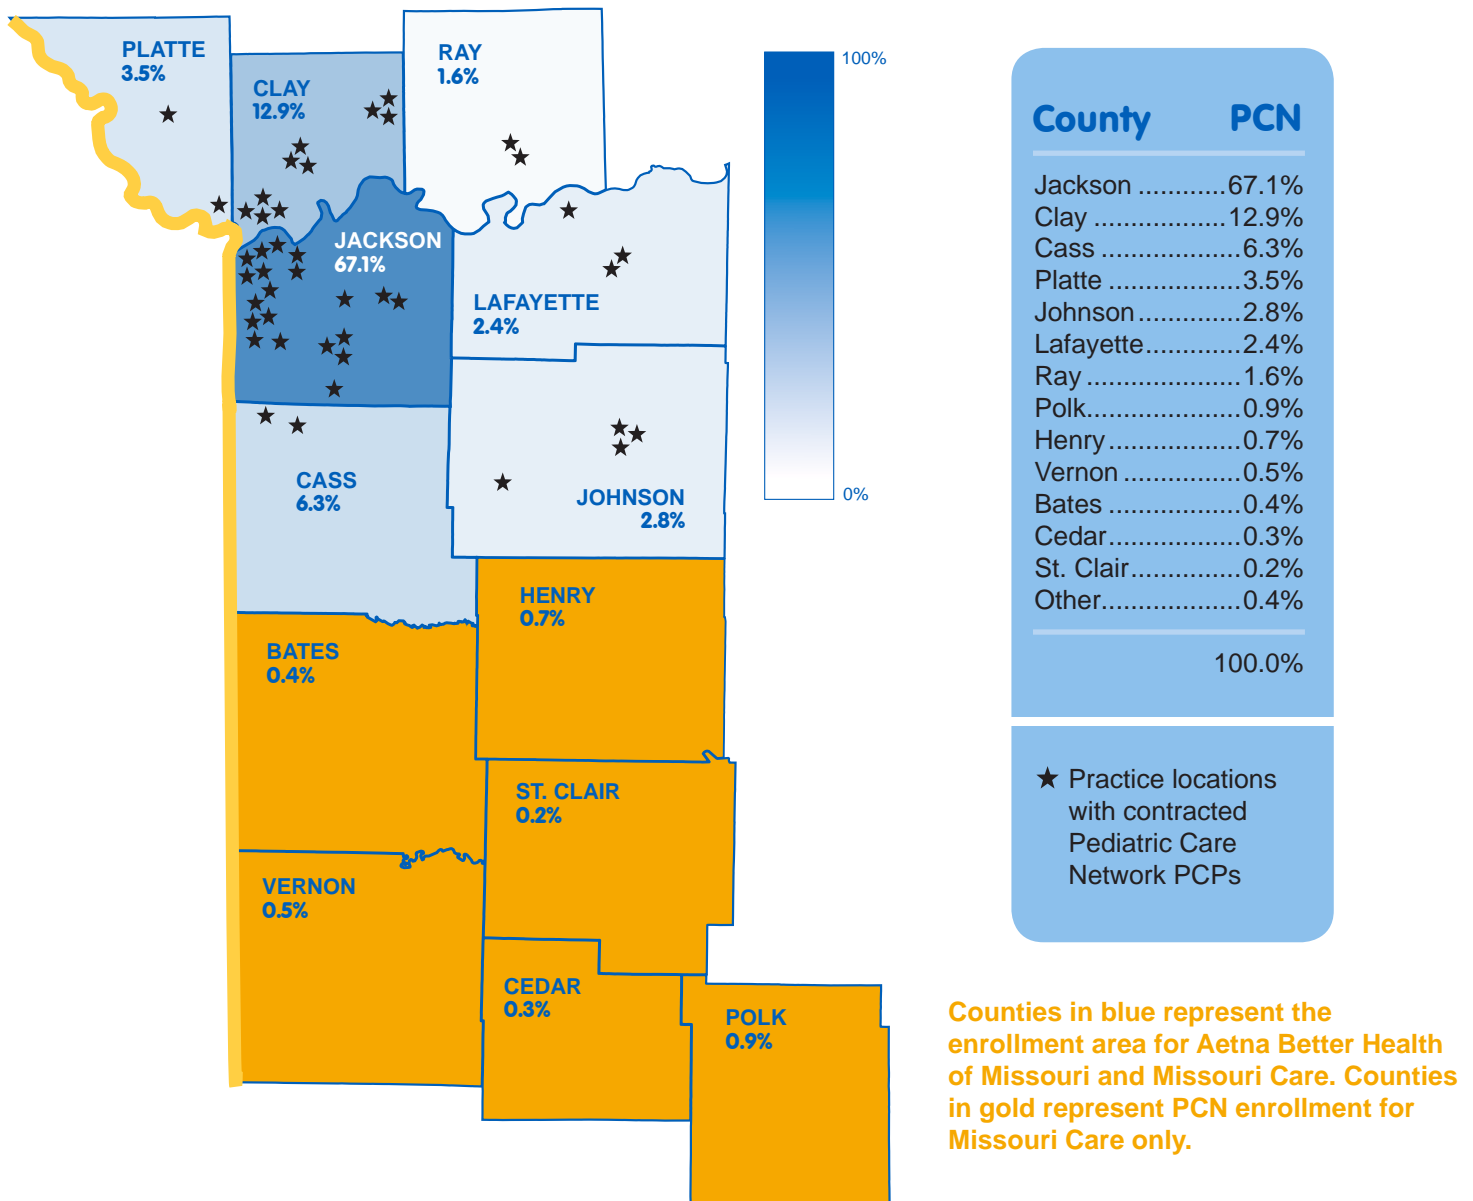 PLATTE
3.5%
CLAY
12.9%
RAY
1.6%
JACKSON
67.1%
LAFAYETTE
2.4%
CASS
6.3%
JOHNSON
2.8%
HENRY
0.7%
BATES
0.4%
ST. CLAIR
0.2%
VERNON
0.5%
CEDAR
0.3%
POLK
0.9%
100%
0%
County PCN
Jackson ............67.1%
Clay ..................12.9%
Cass ...................6.3%
Platte ..................3.5%
Johnson ..............2.8%
Lafayette.............2.4%
Ray .....................1.6%
Polk.....................0.9%
Henry ..................0.7%
Vernon ................0.5%
Bates ...................0.4%
Cedar ..................0.3%
St. Clair...............0.2%
Other...................0.4%
100.0%
★ Practice locations
with contracted
Pediatric Care
Network PCPs
Counties in blue represent the
enrollment area for Aetna Better Health
of Missouri and Missouri Care. Counties
in gold represent PCN enrollment for
Missouri Care only.